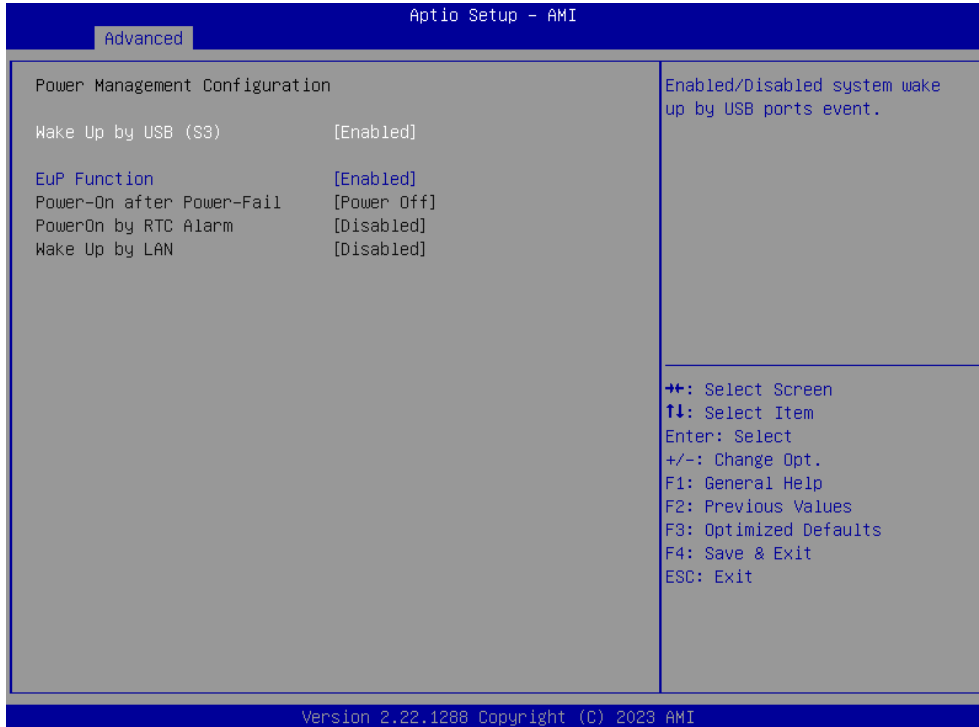 Aptio Setup – AMI
Advanced
Power Management Configuration
Wake Up by USB (S3) [Enabled]
EuP Function [Enabled]
Power-On after Power-Fail [Power Off]
PowerOn by RTC Alarm [Disabled]
Wake Up by LAN [Disabled]
Enabled/Disabled system wake
up by USB ports event.
→←: Select Screen
↑↓: Select Item
Enter: Select
+/-: Change Opt.
F1: General Help
F2: Previous Values
F3: Optimized Defaults
F4: Save & Exit
ESC: Exit
Version 2.22.1288 Copyright (C) 2023 AMI